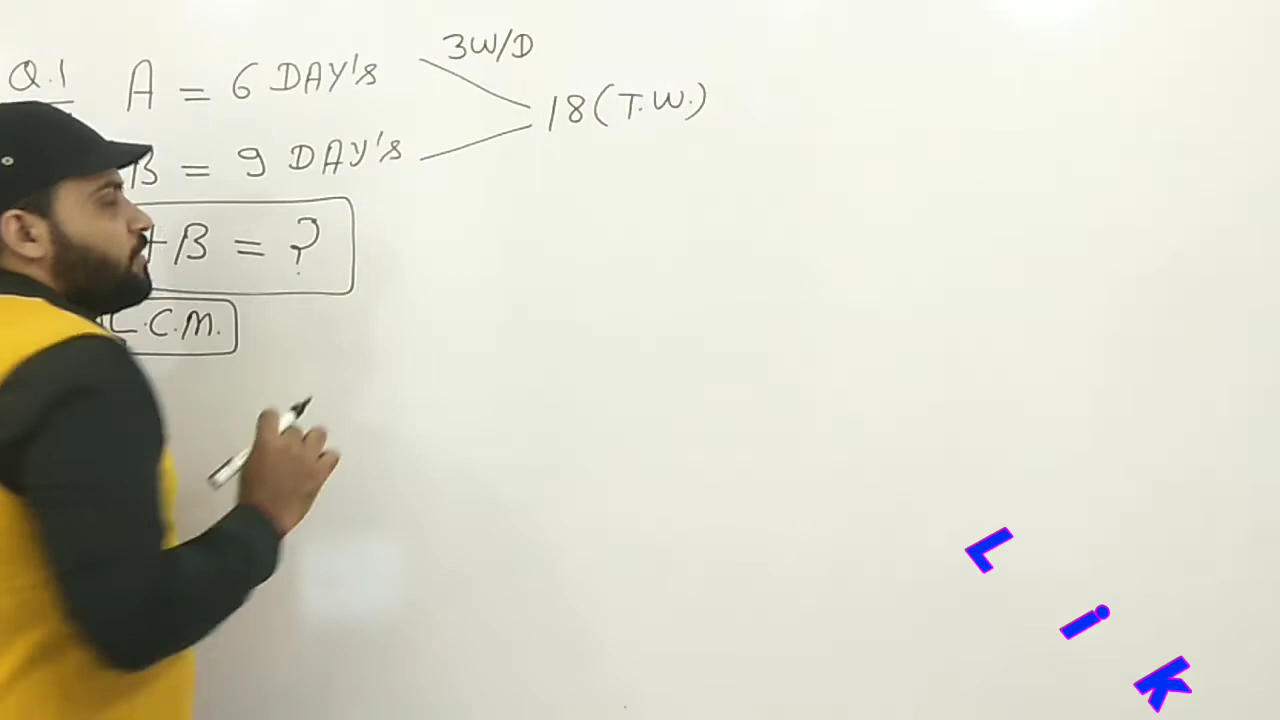 Q.1 A = 6 DAY'S 3W/D
18 (T.W.)
B = 9 DAY'S
+B = ?
L.C.M.
L i k